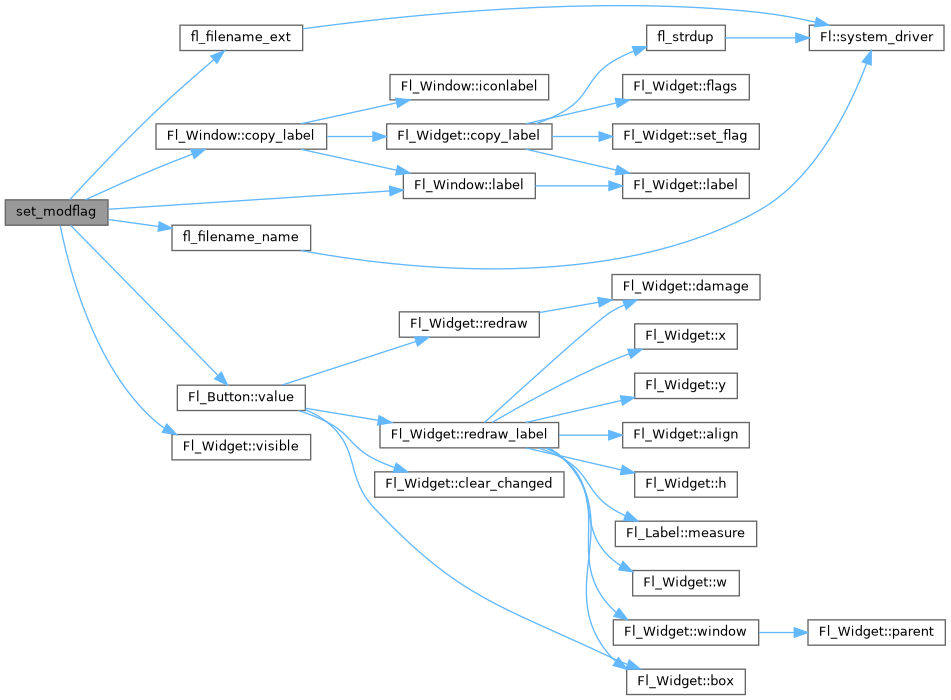 fl_filename_ext
fl_strdup
Fl::system_driver
Fl_Window::iconlabel
Fl_Widget::flags
Fl_Window::copy_label
Fl_Widget::copy_label
Fl_Widget::set_flag
Fl_Window::label
Fl_Widget::label
set_modflag
fl_filename_name
Fl_Widget::damage
Fl_Widget::redraw
Fl_Widget::x
Fl_Widget::y
Fl_Button::value
Fl_Widget::redraw_label
Fl_Widget::align
Fl_Widget::visible
Fl_Widget::clear_changed
Fl_Widget::h
Fl_Label::measure
Fl_Widget::w
Fl_Widget::window
Fl_Widget::parent
Fl_Widget::box